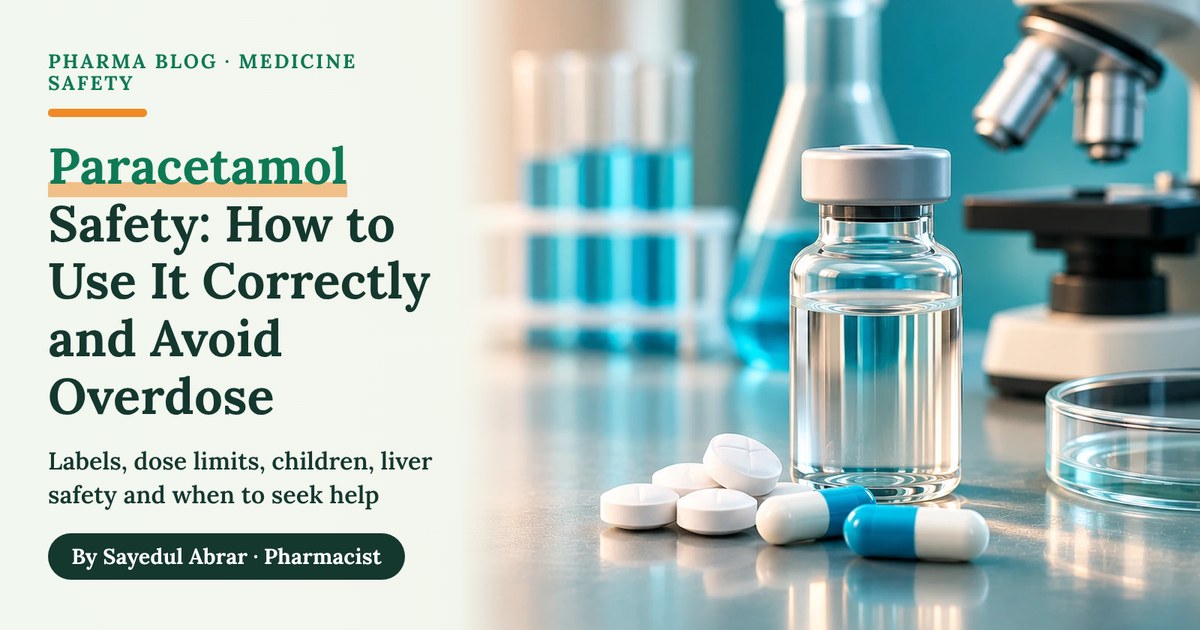 PHARMA BLOG · MEDICINE
SAFETY
Paracetamol
Safety: How to
Use It Correctly
and Avoid
Overdose
Labels, dose limits, children, liver
safety and when to seek help
By Sayedul Abrar · Pharmacist